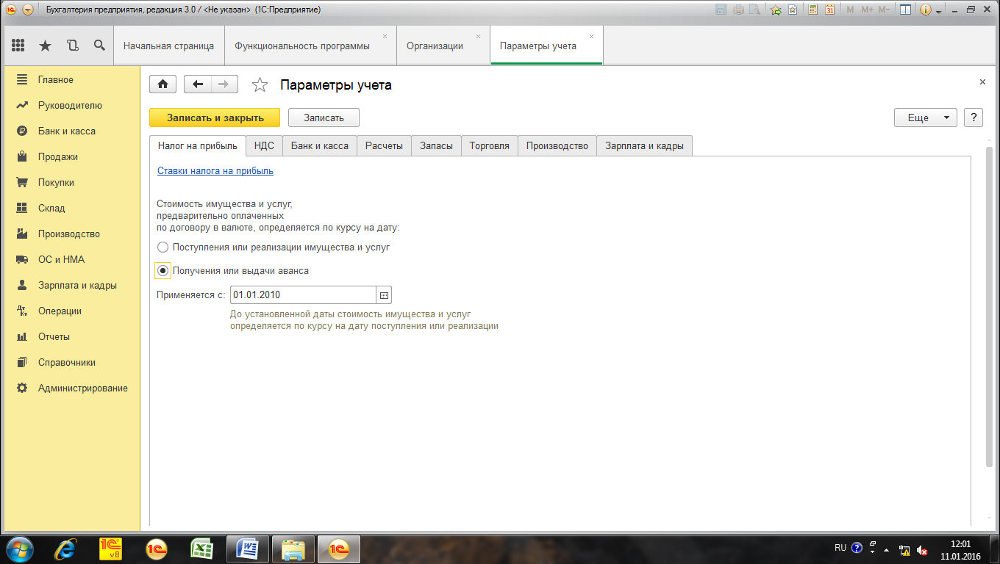 Бухгалтерия предприятия, редакция 3.0 / <Не указан> (1С:Предприятие)
M M+ M-
Начальная страница
Функциональность программы
Организации
Параметры учета
Главное
Руководителю
Банк и касса
Продажи
Покупки
Склад
Производство
ОС и НМА
Зарплата и кадры
Операции
Отчеты
Справочники
Администрирование
Параметры учета
Записать и закрыть
Записать
Еще
?
Налог на прибыль
НДС
Банк и касса
Расчеты
Запасы
Торговля
Производство
Зарплата и кадры
Ставки налога на прибыль
Стоимость имущества и услуг,
предварительно оплаченных
по договору в валюте, определяется по курсу на дату:
Поступления или реализации имущества и услуг
Получения или выдачи аванса
Применяется с: 01.01.2010
До установленной даты стоимость имущества и услуг
определяется по курсу на дату поступления или реализации
RU
12:01
11.01.2016